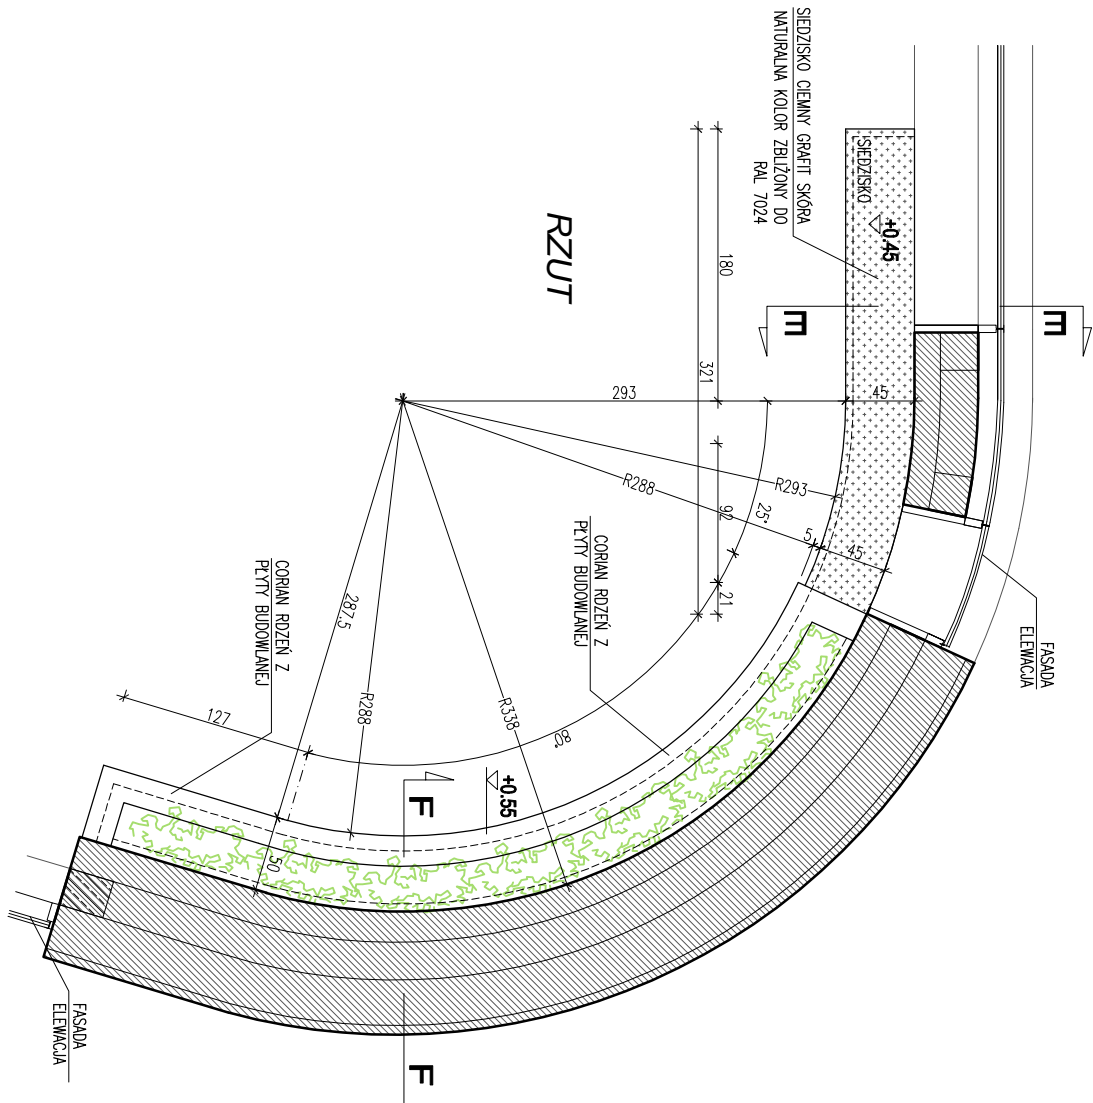 SIEDZISKO CIEMNY GRAFIT SKÓRA
NATURALNA KOLOR ZBLIŻONY DO
RAL 7024
SIEDZISKO
+0.45
E
E
RZUT
180
321
293
45
R293
R288
92
25°
5
45
21
CORIAN RDZEŃ Z
PŁYTY BUDOWLANEJ
FASADA
ELEWACJA
CORIAN RDZEŃ Z
PŁYTY BUDOWLANEJ
287.5
R288
R338
127
80°
+0.55
F
50
F
FASADA
ELEWACJA